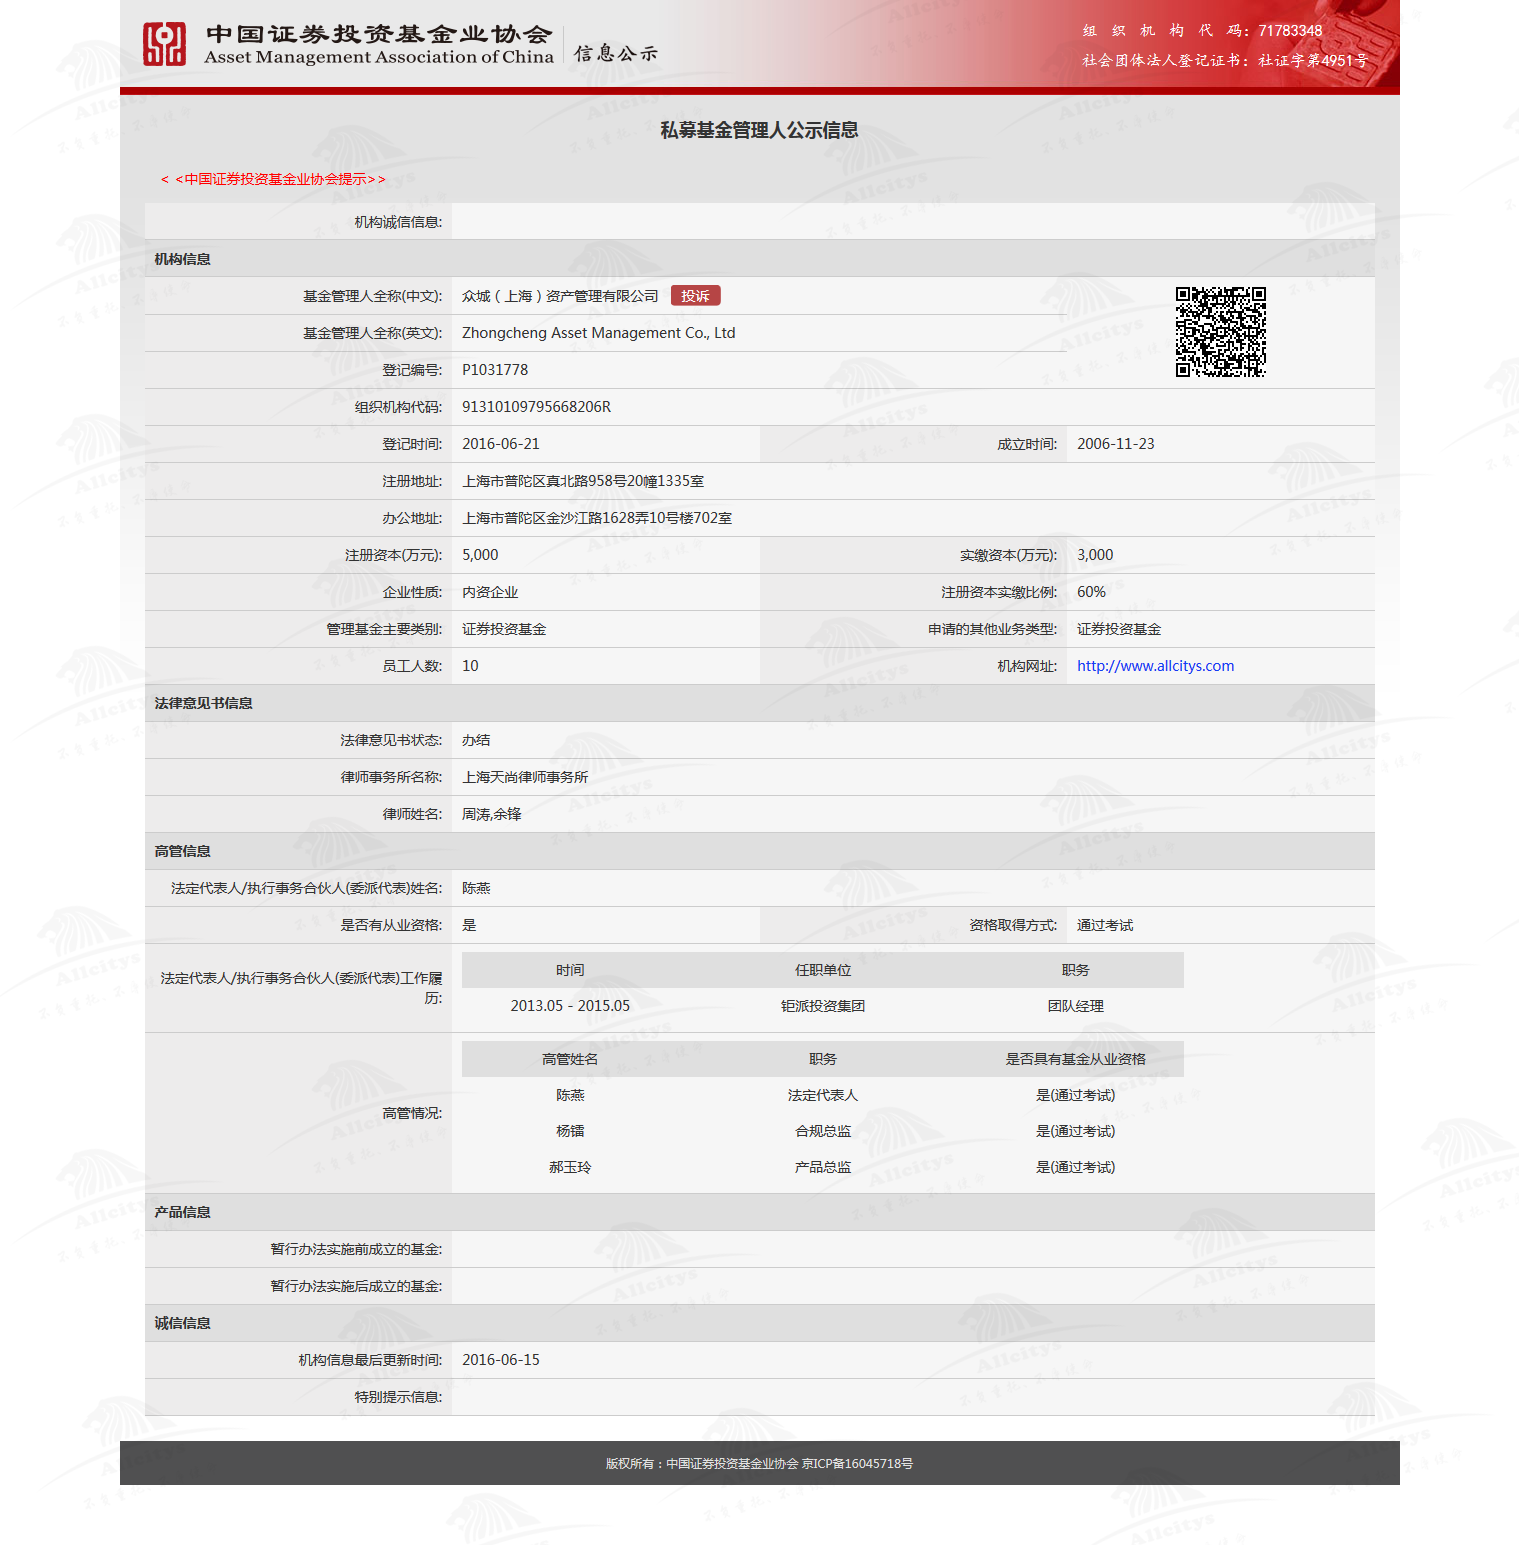 中国证券投资基金业协会
Asset Management Association of China
信息公示
组织机构代码：71783348
社会团体法人登记证书：社证字第4951号
私募基金管理人公示信息
< <中国证券投资基金业协会提示> >
机构诚信信息:
机构信息
基金管理人全称(中文): 众城（上海）资产管理有限公司 投诉
基金管理人全称(英文): Zhongcheng Asset Management Co., Ltd
登记编号: P1031778
组织机构代码: 91310109795668206R
登记时间: 2016-06-21 成立时间: 2006-11-23
注册地址: 上海市普陀区真北路958号20幢1335室
办公地址: 上海市普陀区金沙江路1628弄10号楼702室
注册资本(万元): 5,000 实缴资本(万元): 3,000
企业性质: 内资企业 注册资本实缴比例: 60%
管理基金主要类别: 证券投资基金 申请的其他业务类型: 证券投资基金
员工人数: 10 机构网址: http://www.allcitys.com
法律意见书信息
法律意见书状态: 办结
律师事务所名称: 上海天尚律师事务所
律师姓名: 周涛,余锋
高管信息
法定代表人/执行事务合伙人(委派代表)姓名: 陈燕
是否有从业资格: 是 资格取得方式: 通过考试
法定代表人/执行事务合伙人(委派代表)工作履
历:
时间 任职单位 职务
2013.05 - 2015.05 钜派投资集团 团队经理
高管情况:
高管姓名 职务 是否具有基金从业资格
陈燕 法定代表人 是(通过考试)
杨镭 合规总监 是(通过考试)
郝玉玲 产品总监 是(通过考试)
产品信息
暂行办法实施前成立的基金:
暂行办法实施后成立的基金:
诚信信息
机构信息最后更新时间: 2016-06-15
特别提示信息:
版权所有：中国证券投资基金业协会 京ICP备16045718号
Allcitys